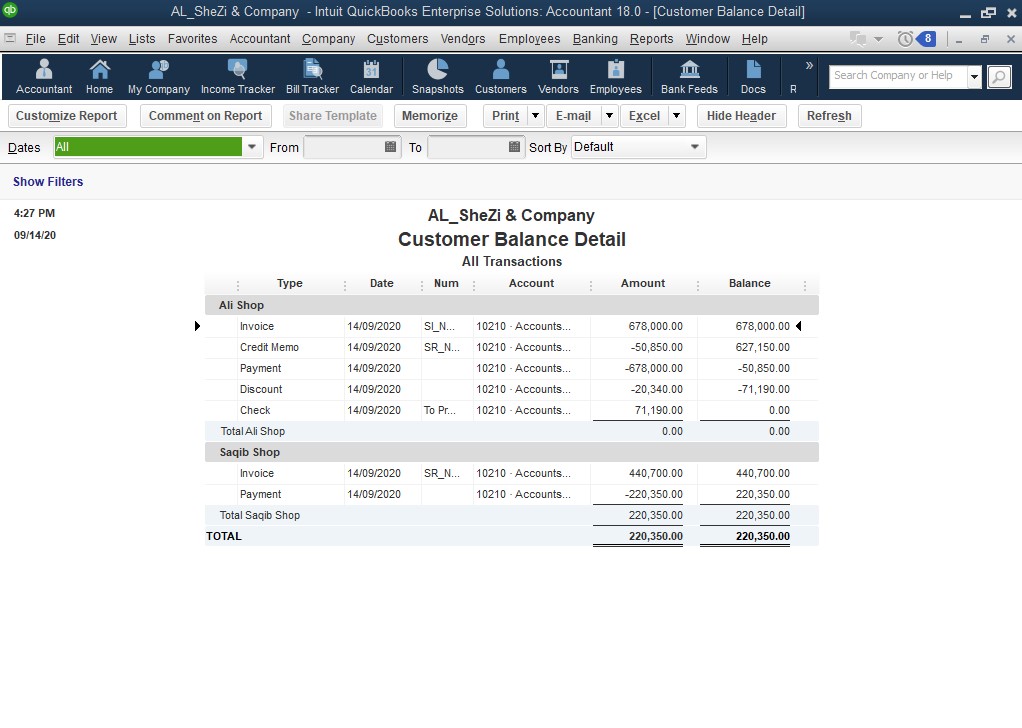 qb AL_SheZi & Company - Intuit QuickBooks Enterprise Solutions: Accountant 18.0 - [Customer Balance Detail]
File Edit View Lists Favorites Accountant Company Customers Vendors Employees Banking Reports Window Help 8
31
Accountant Home My Company Income Tracker Bill Tracker Calendar Snapshots Customers Vendors Employees Bank Feeds Docs R » Search Company or Help
Customize Report Comment on Report Share Template Memorize Print E-mail Excel Hide Header Refresh
Dates All From To Sort By Default
Show Filters
4:27 PM
09/14/20
AL_SheZi & Company
Customer Balance Detail
All Transactions
Type Date Num Account Amount Balance
Ali Shop
Invoice 14/09/2020 SI_N... 10210 · Accounts... 678,000.00 678,000.00
Credit Memo 14/09/2020 SR_N... 10210 · Accounts... -50,850.00 627,150.00
Payment 14/09/2020 10210 · Accounts... -678,000.00 -50,850.00
Discount 14/09/2020 10210 · Accounts... -20,340.00 -71,190.00
Check 14/09/2020 To Pr... 10210 · Accounts... 71,190.00 0.00
Total Ali Shop 0.00 0.00
Saqib Shop
Invoice 14/09/2020 SR_N... 10210 · Accounts... 440,700.00 440,700.00
Payment 14/09/2020 10210 · Accounts... -220,350.00 220,350.00
Total Saqib Shop 220,350.00 220,350.00
TOTAL 220,350.00 220,350.00